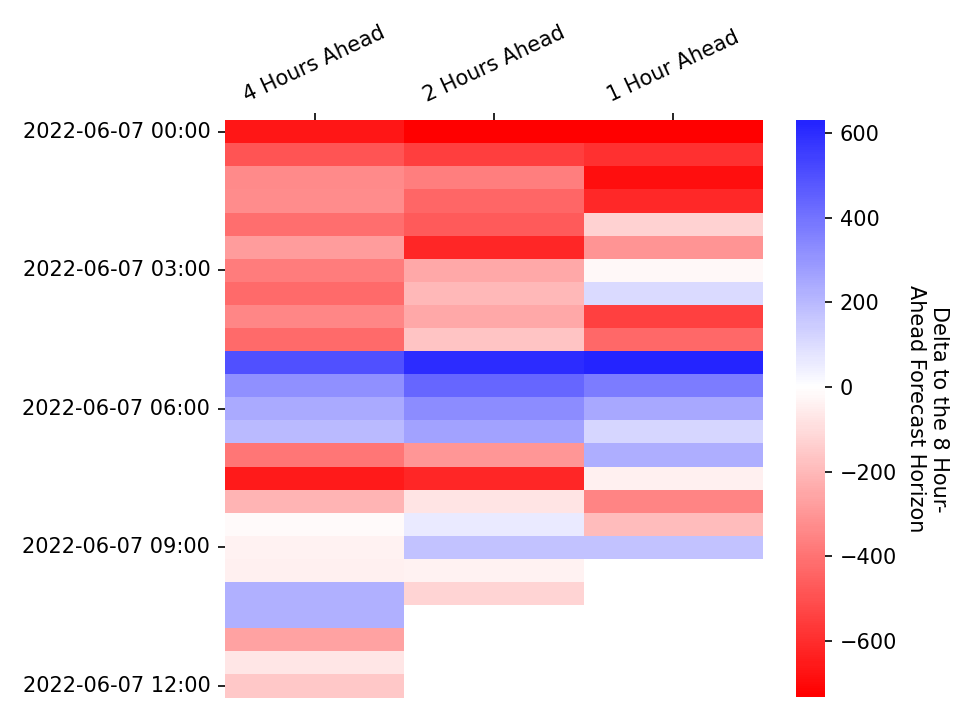 4 Hours Ahead
2 Hours Ahead
1 Hour Ahead
2022-06-07 00:00
2022-06-07 03:00
2022-06-07 06:00
2022-06-07 09:00
2022-06-07 12:00
600
400
200
0
−200
−400
−600
Delta to the 8 Hour-
Ahead Forecast Horizon